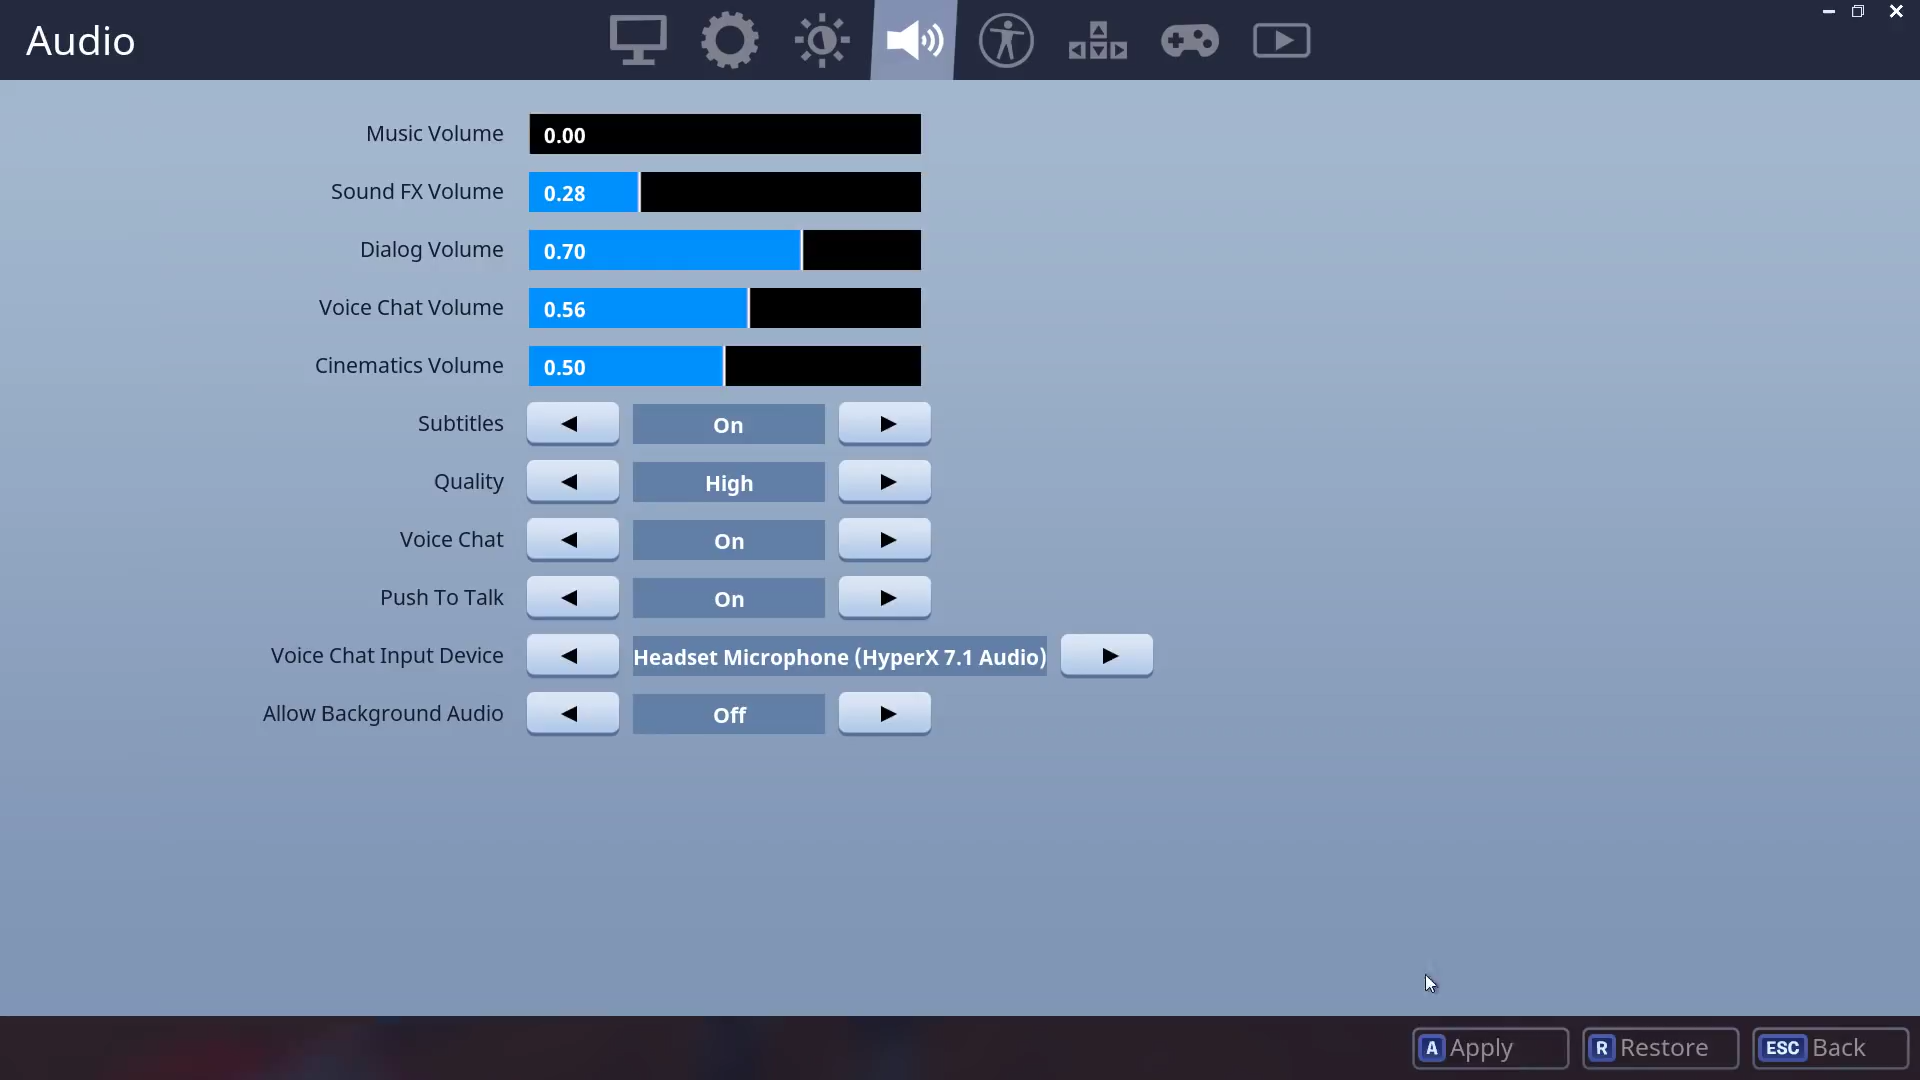 Audio
Music Volume 0.00
Sound FX Volume 0.28
Dialog Volume 0.70
Voice Chat Volume 0.56
Cinematics Volume 0.50
Subtitles On
Quality High
Voice Chat On
Push To Talk On
Voice Chat Input Device Headset Microphone (HyperX 7.1 Audio)
Allow Background Audio Off
A Apply R Restore ESC Back